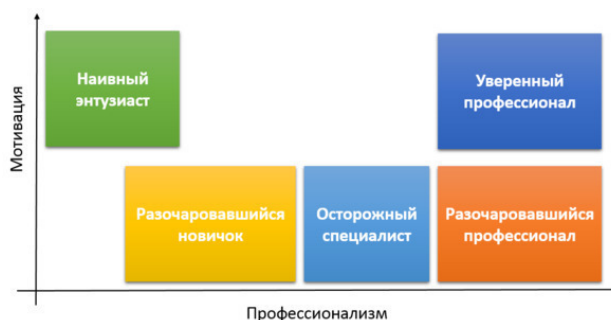 Мотивация
Наивный
энтузиаст
Уверенный
профессионал
Разочаровавшийся
новичок
Осторожный
специалист
Разочаровавшийся
профессионал
Профессионализм